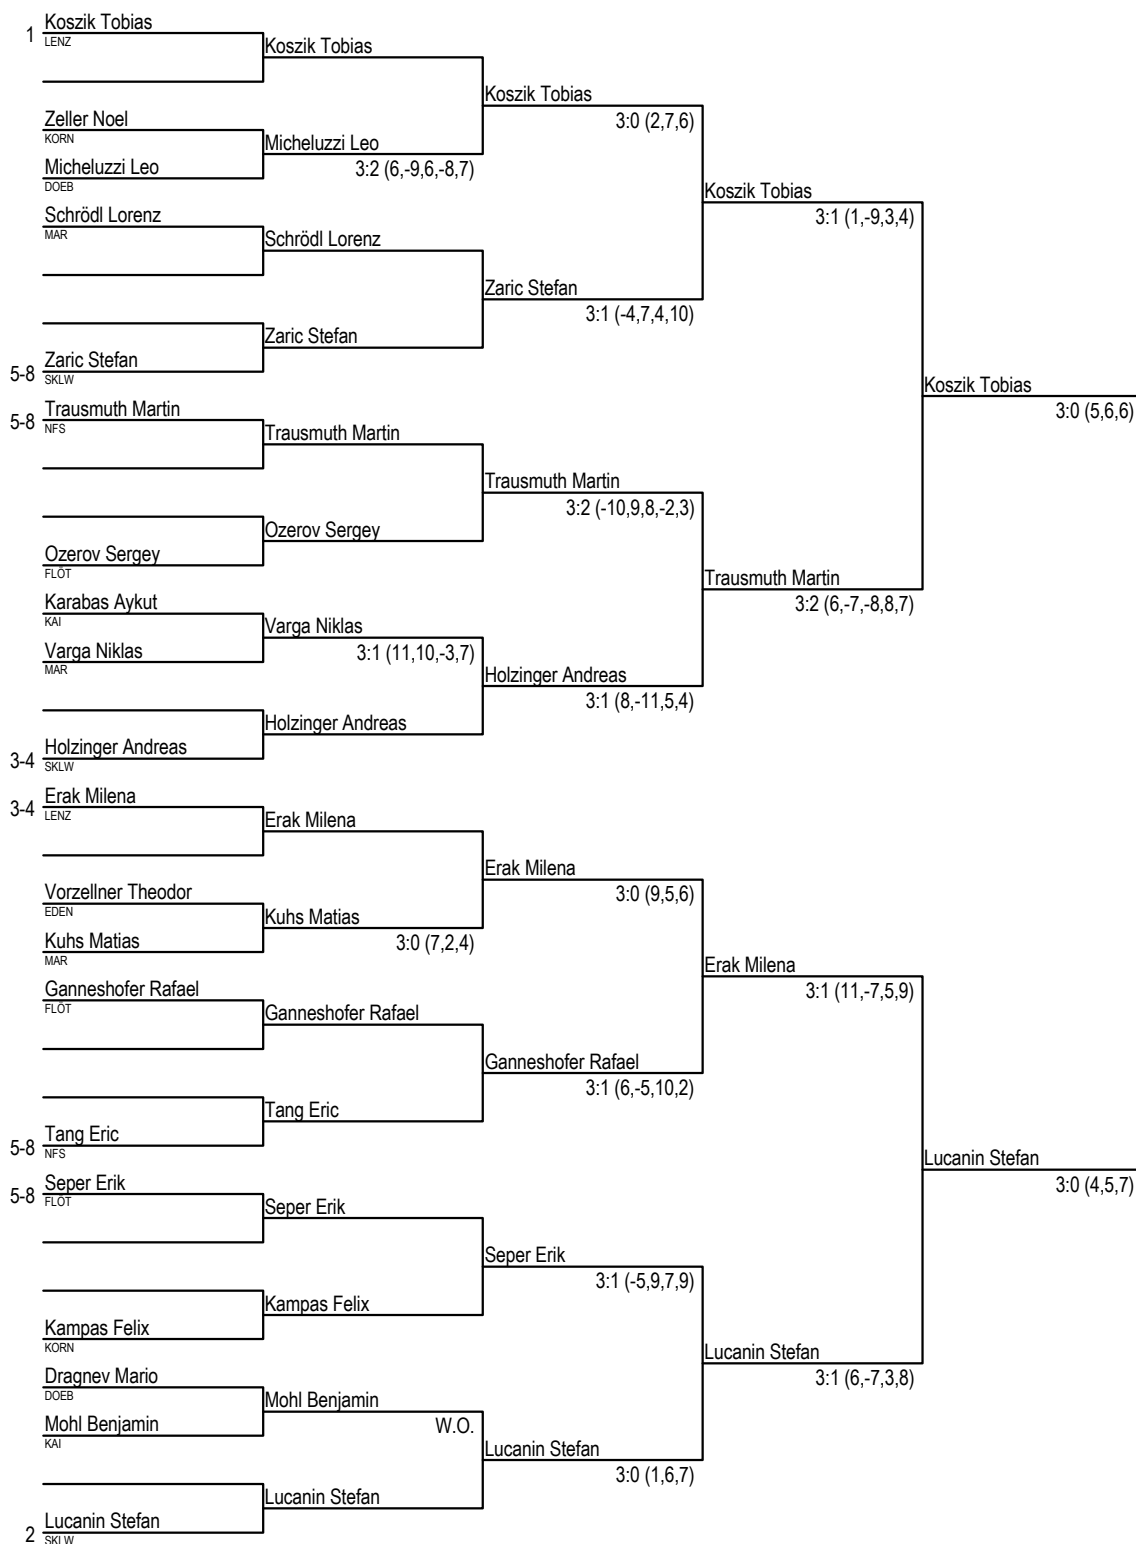 Koszik Tobias
1
LENZ
Koszik Tobias
Koszik Tobias
3:0 (2,7,6)
Zeller Noel
KORN
Micheluzzi Leo
3:2 (6,-9,6,-8,7)
Micheluzzi Leo
DOEB
Koszik Tobias
3:1 (1,-9,3,4)
Schrödl Lorenz
MAR
Schrödl Lorenz
Zaric Stefan
3:1 (-4,7,4,10)
Zaric Stefan
Zaric Stefan
5-8
SKLW
Koszik Tobias
3:0 (5,6,6)
Trausmuth Martin
5-8
NFS
Trausmuth Martin
Trausmuth Martin
3:2 (-10,9,8,-2,3)
Ozerov Sergey
Ozerov Sergey
FLÖT
Trausmuth Martin
3:2 (6,-7,-8,8,7)
Karabas Aykut
KAI
Varga Niklas
3:1 (11,10,-3,7)
Varga Niklas
MAR
Holzinger Andreas
3:1 (8,-11,5,4)
Holzinger Andreas
Holzinger Andreas
3-4
SKLW
Erak Milena
3-4
LENZ
Erak Milena
Erak Milena
3:0 (9,5,6)
Vorzellner Theodor
EDEN
Kuhs Matias
3:0 (7,2,4)
Kuhs Matias
MAR
Erak Milena
3:1 (11,-7,5,9)
Ganneshofer Rafael
FLÖT
Ganneshofer Rafael
Ganneshofer Rafael
3:1 (6,-5,10,2)
Tang Eric
Tang Eric
5-8
NFS
Lucanin Stefan
3:0 (4,5,7)
Seper Erik
5-8
FLÖT
Seper Erik
Seper Erik
3:1 (-5,9,7,9)
Kampas Felix
Kampas Felix
KORN
Lucanin Stefan
3:1 (6,-7,3,8)
Dragnev Mario
DOEB
Mohl Benjamin
W.O.
Mohl Benjamin
KAI
Lucanin Stefan
3:0 (1,6,7)
Lucanin Stefan
Lucanin Stefan
2
SKLW